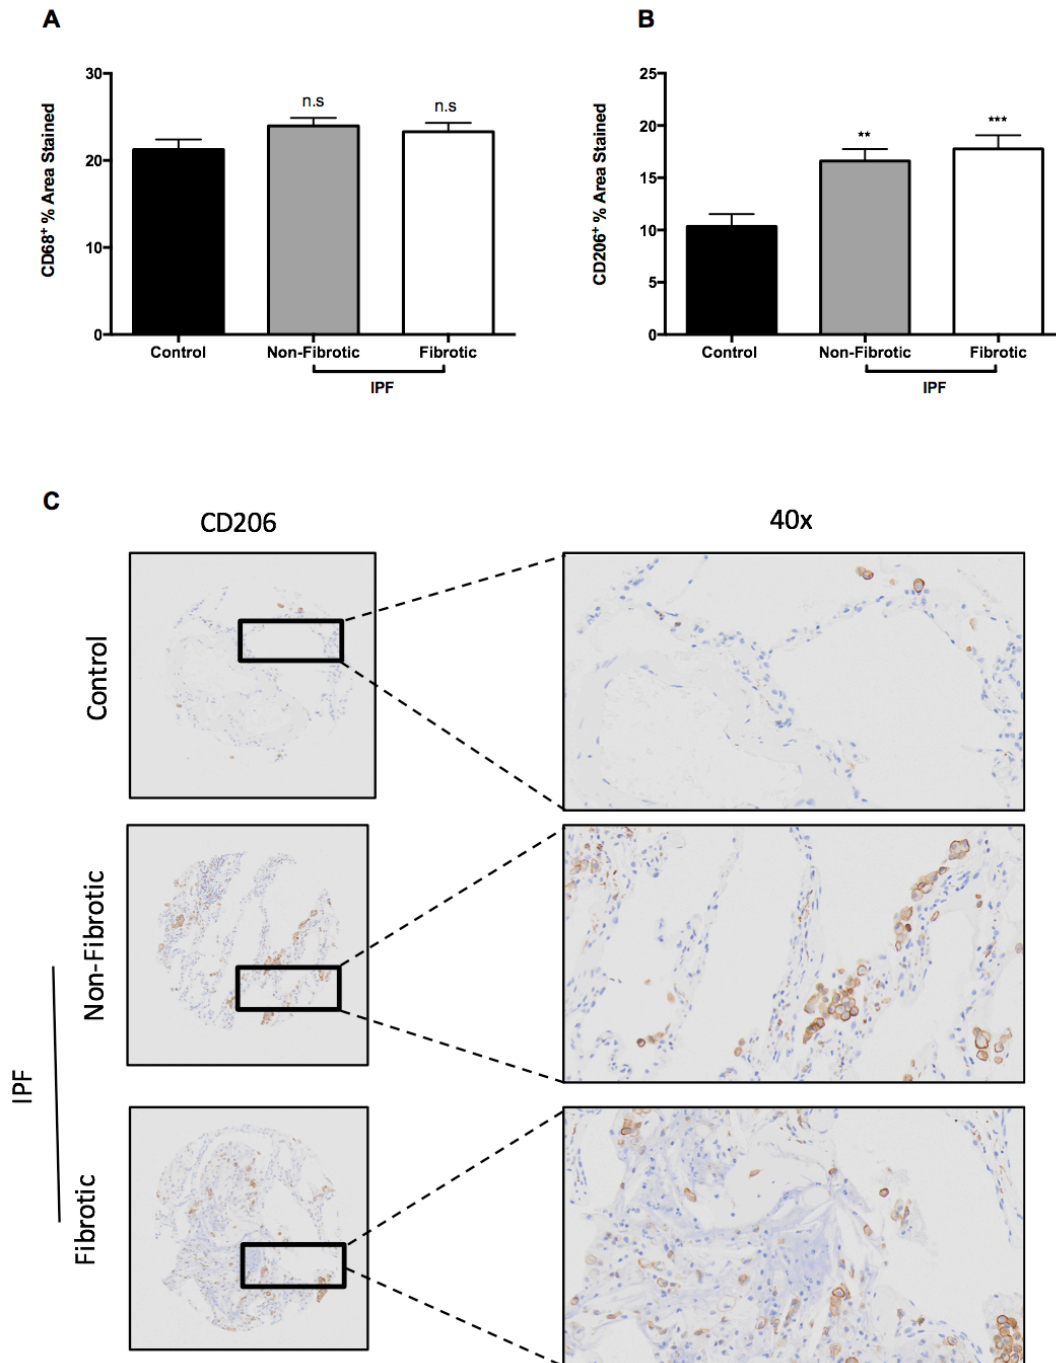 A
CD68⁺ % Area Stained
30
20
10
0
n.s
n.s
Control
Non-Fibrotic
Fibrotic
IPF
B
CD206⁺ % Area Stained
25
20
15
10
5
0
**
***
Control
Non-Fibrotic
Fibrotic
IPF
C
CD206
40x
Control
Non-Fibrotic
Fibrotic
IPF